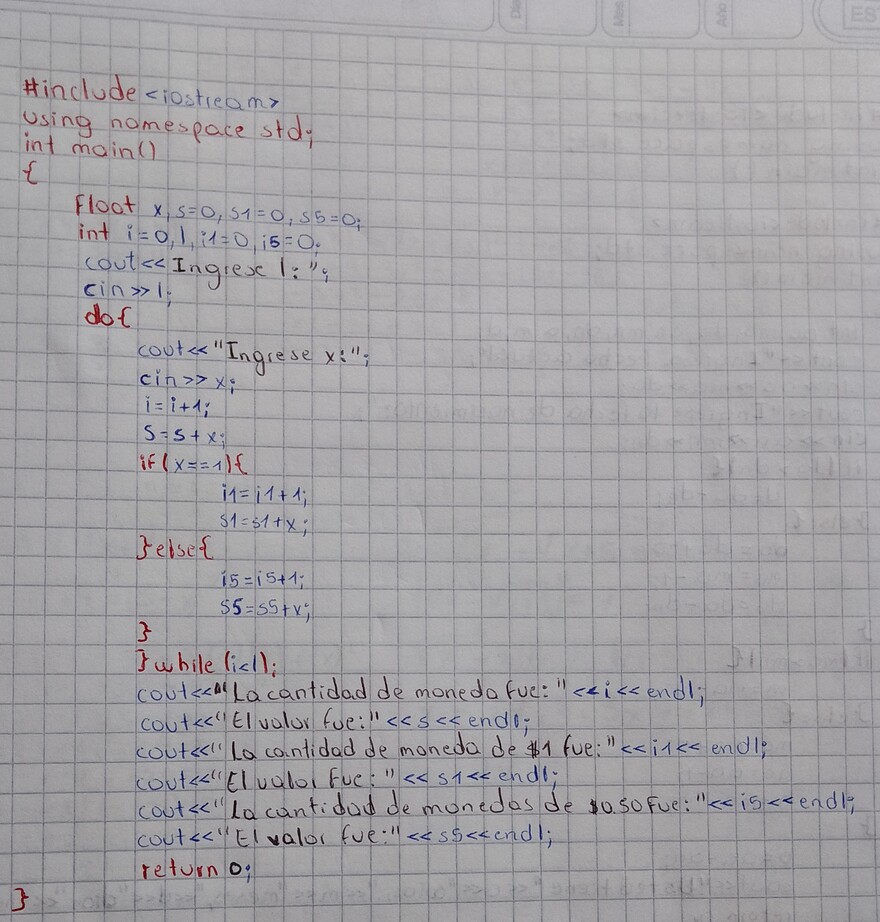 Dia
Mes
Año
ES
#include <iostream>
using namespace std;
int main()
{
Float x, s=0, s1=0, s5=0;
int i=0, l, i1=0, i5=0;
cout<<Ingrese l:";
cin>>l;
do{
cout<<"Ingrese x:";
cin>> x;
i=i+1;
s=s+x;
if(x==1){
i1=i1+1;
s1=s1+x;
}else{
i5=i5+1;
s5=s5+x;
}
}while(i<l);
cout<<"La cantidad de moneda fue:"<<i<<endl;
cout<<"El valor fue:"<<s<<endl;
cout<<"La cantidad de moneda de $1 fue:"<<i1<<endl;
cout<<"El valor fue:"<<s1<<endl;
cout<<"La cantidad de monedas de $0.50 fue:"<<i5<<endl;
cout<<"El valor fue:"<<s5<<endl;
return 0;
}